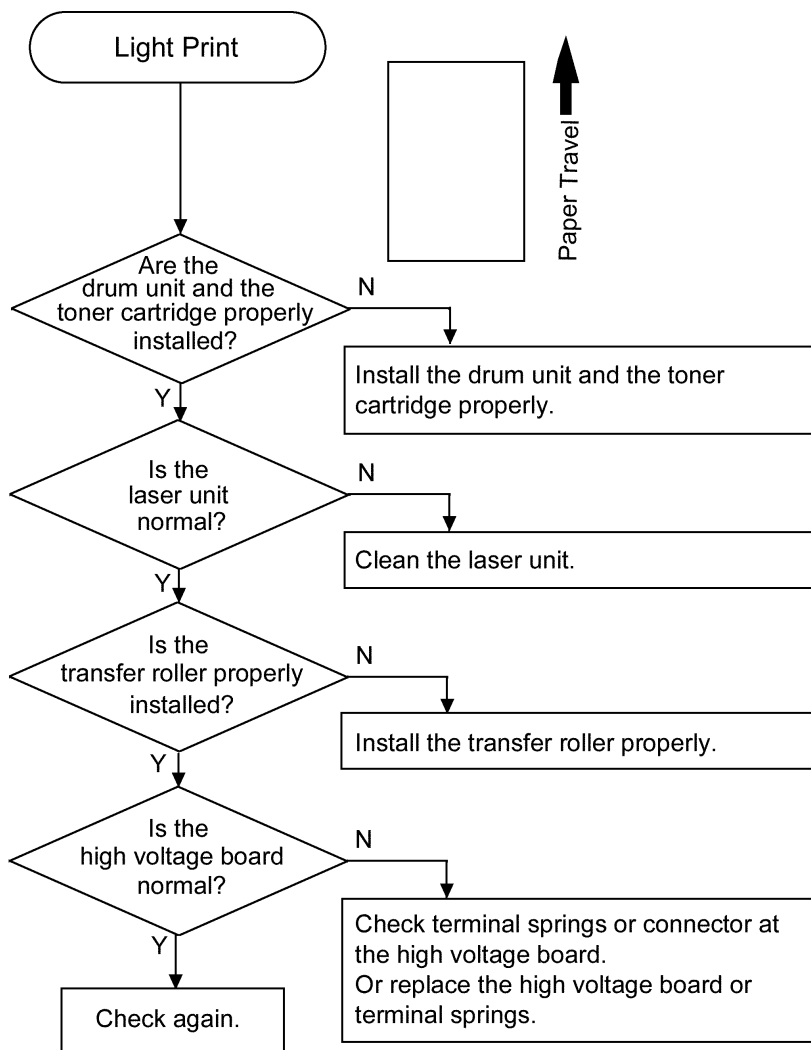 Light Print
Paper Travel
Are the
drum unit and the
toner cartridge properly
installed?
N
Install the drum unit and the toner
cartridge properly.
Y
Is the
laser unit
normal?
N
Clean the laser unit.
Y
Is the
transfer roller properly
installed?
N
Install the transfer roller properly.
Y
Is the
high voltage board
normal?
N
Check terminal springs or connector at
the high voltage board.
Or replace the high voltage board or
terminal springs.
Y
Check again.